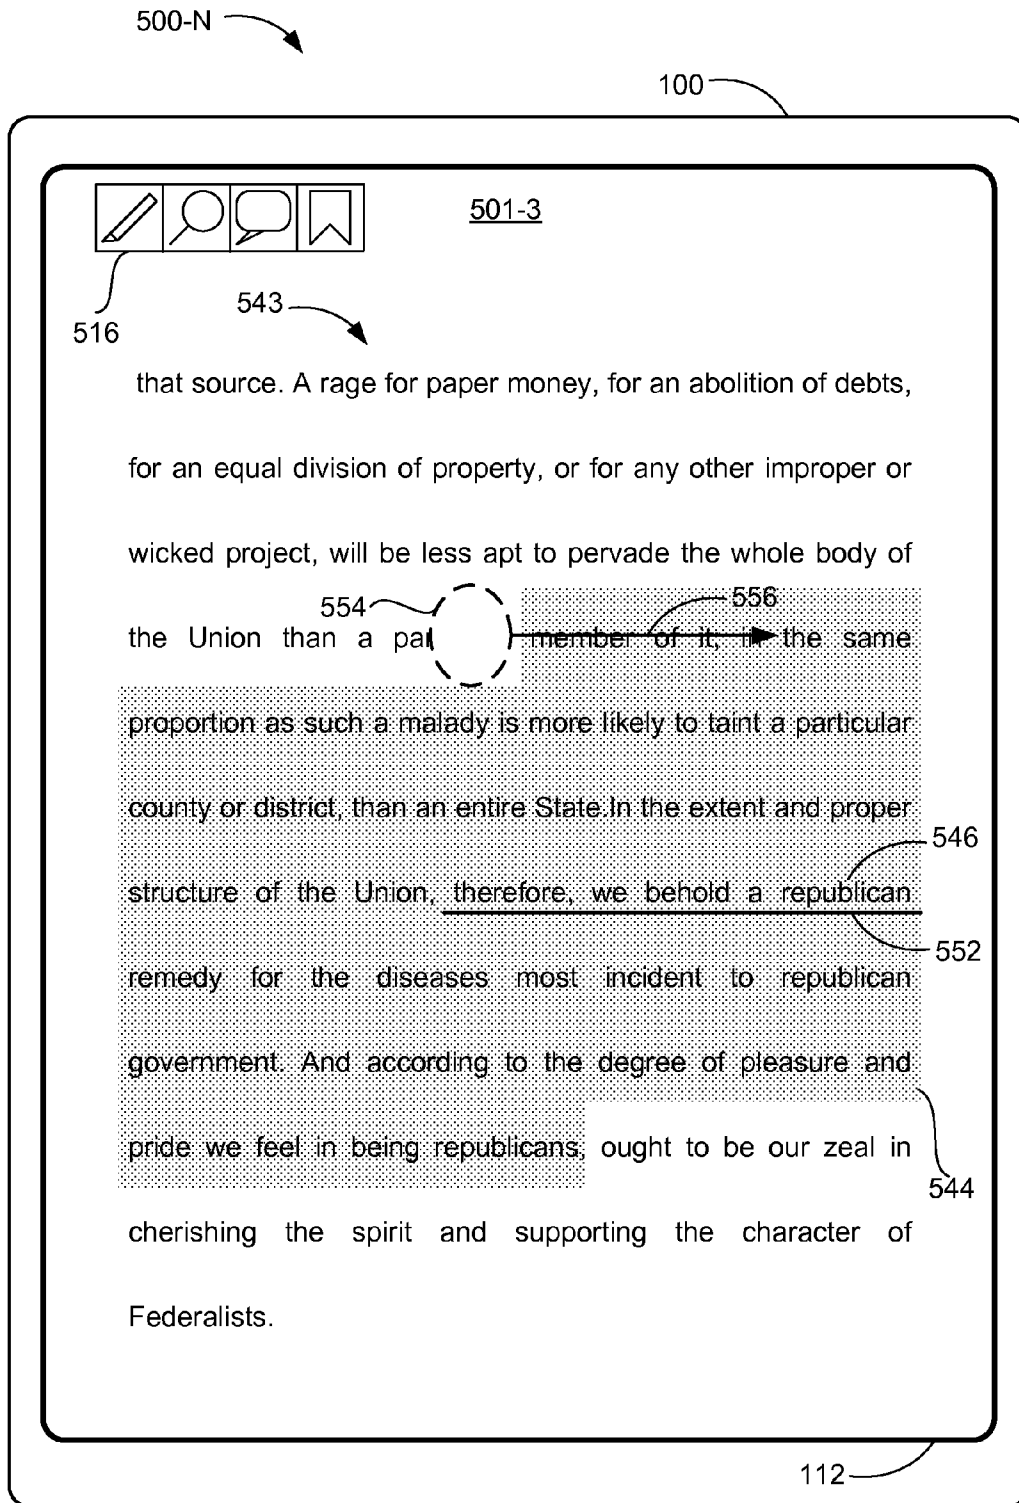 500-N
100
501-3
516
543
that source. A rage for paper money, for an abolition of debts,
for an equal division of property, or for any other improper or
wicked project, will be less apt to pervade the whole body of
554
556
the Union than a par member of it, in the same
proportion as such a malady is more likely to taint a particular
county or district, than an entire State.In the extent and proper
546
structure of the Union, therefore, we behold a republican
552
remedy for the diseases most incident to republican
government. And according to the degree of pleasure and
pride we feel in being republicans, ought to be our zeal in
544
cherishing the spirit and supporting the character of
Federalists.
112